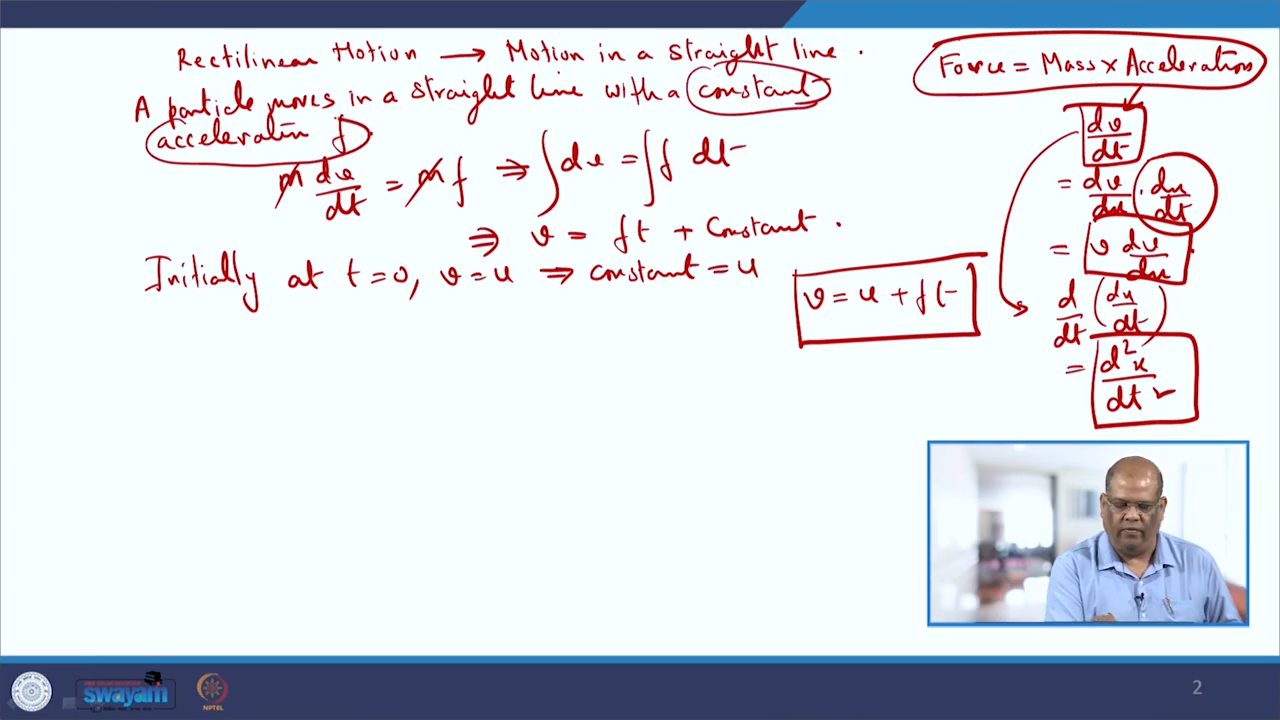 Rectilinear Motion → Motion in a straight line.
A particle moves in a straight line with a constant
acceleratin f.
m dv/dt = m f ⇒ ∫ dv = ∫ f dt
⇒ v = ft + Constant.
Initially at t=0, v=u ⇒ constant = u
v = u + ft
Force = Mass × Acceleration
dv/dt
= dv/dx · dx/dt
= v dv/dx
d/dt (dx/dt)
= d²x/dt²
swayam
NPTEL
2